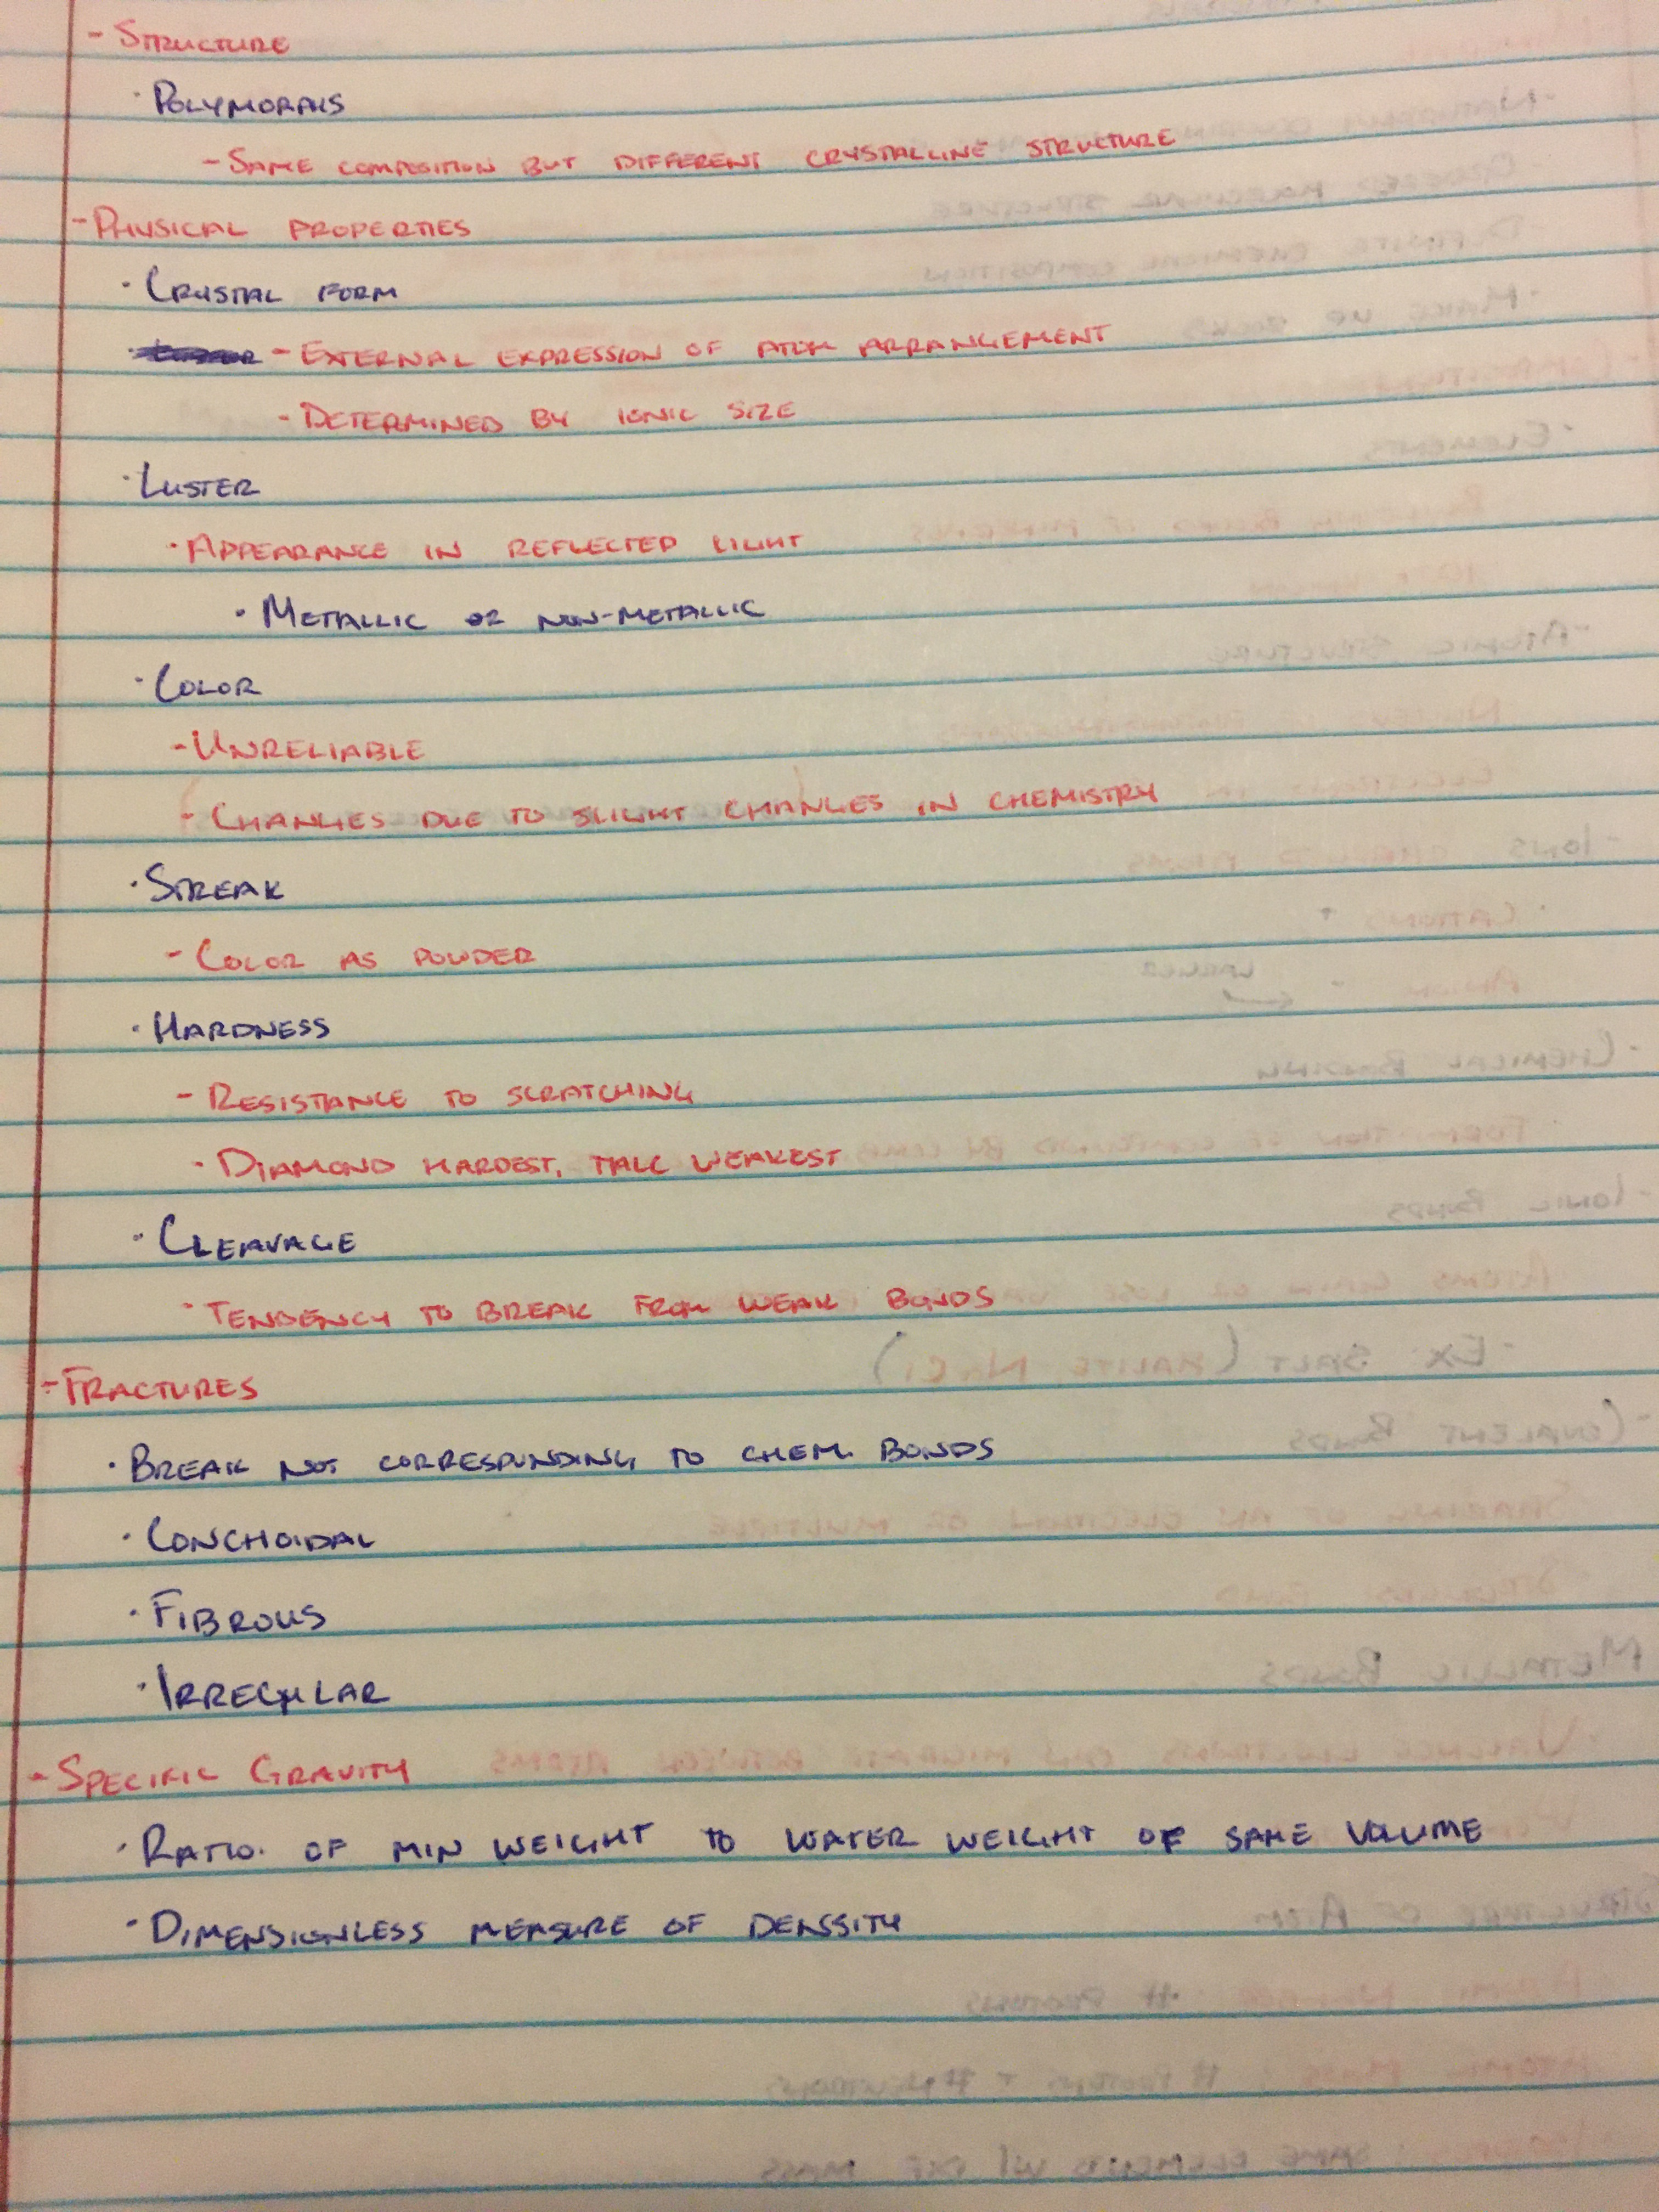 - STRUCTURE
· POLYMORPHS
- SAME COMPOSITION BUT DIFFERENT CRYSTALLINE STRUCTURE
- PHYSICAL PROPERTIES
· CRYSTAL FORM
- EXTERNAL EXPRESSION OF ATOM ARRANGEMENT
- DETERMINED BY IONIC SIZE
· LUSTER
· APPEARANCE IN REFLECTED LIGHT
· METALLIC OR NON-METALLIC
· COLOR
- UNRELIABLE
- CHANGES DUE TO SLIGHT CHANGES IN CHEMISTRY
· STREAK
- COLOR AS POWDER
· HARDNESS
- RESISTANCE TO SCRATCHING
· DIAMOND HARDEST, TALC WEAKEST
· CLEAVAGE
· TENDENCY TO BREAK FROM WEAK BONDS
- FRACTURES
· BREAK NOT CORRESPONDING TO CHEM. BONDS
· CONCHOIDAL
· FIBROUS
· IRREGULAR
- SPECIFIC GRAVITY
· RATIO OF MIN WEIGHT TO WATER WEIGHT OF SAME VOLUME
· DIMENSIONLESS MEASURE OF DENSSITY